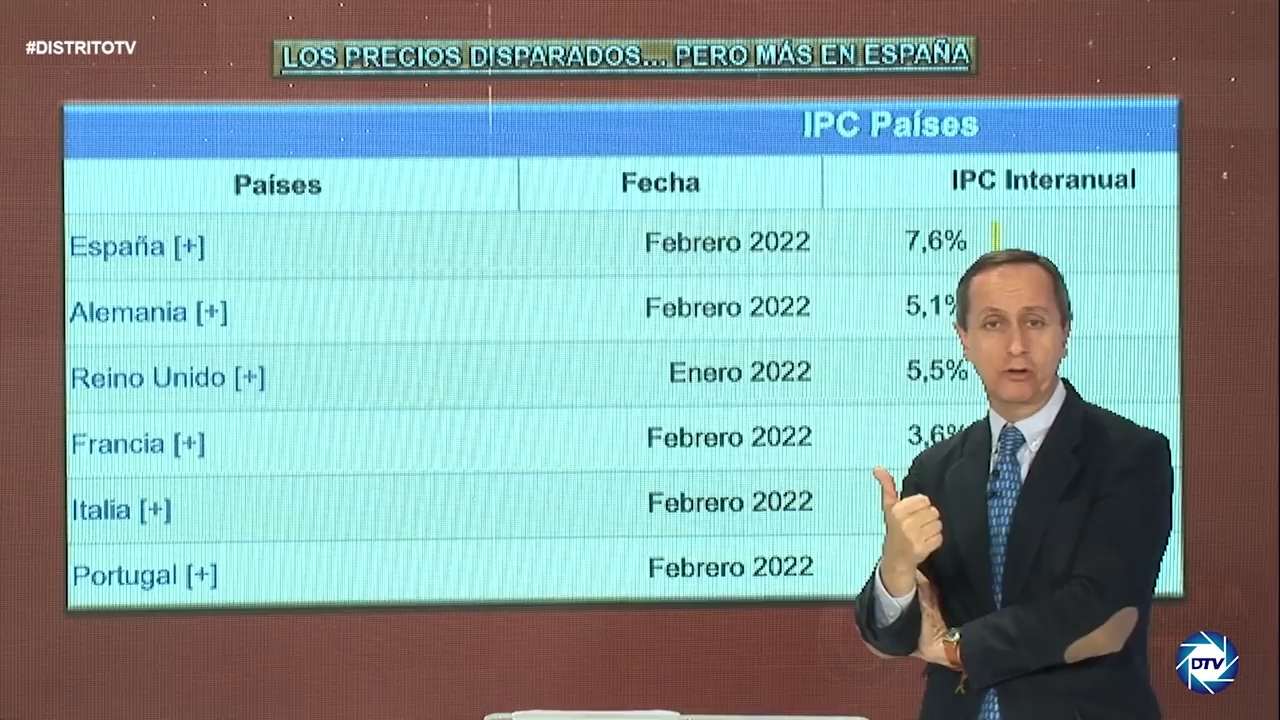 #DISTRITOTV
LOS PRECIOS DISPARADOS... PERO MÁS EN ESPAÑA
IPC Países
Países Fecha IPC Interanual
España [+] Febrero 2022 7,6%
Alemania [+] Febrero 2022 5,1%
Reino Unido [+] Enero 2022 5,5%
Francia [+] Febrero 2022 3,6%
Italia [+] Febrero 2022
Portugal [+] Febrero 2022
DTV